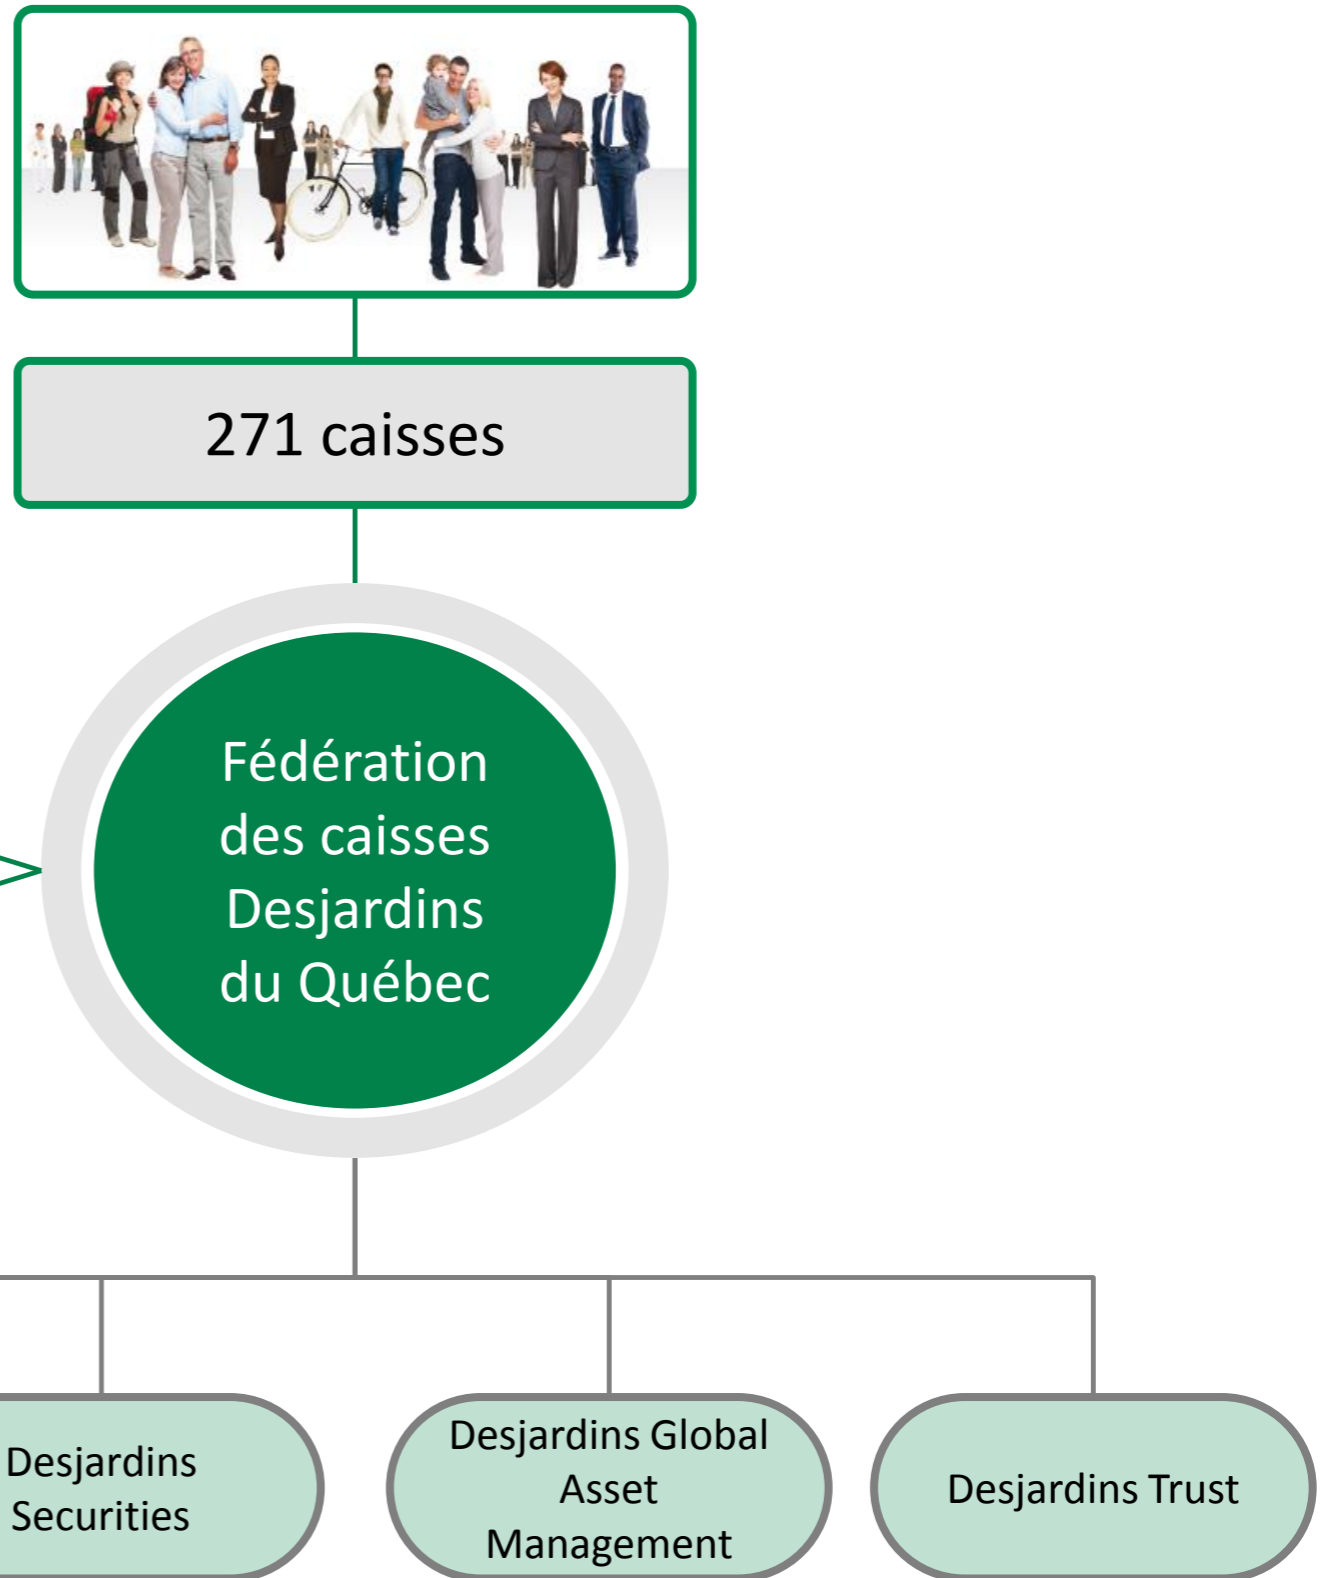 271 caisses
Fédération
des caisses
Desjardins
du Québec
Desjardins
Securities
Desjardins Global
Asset
Management
Desjardins Trust